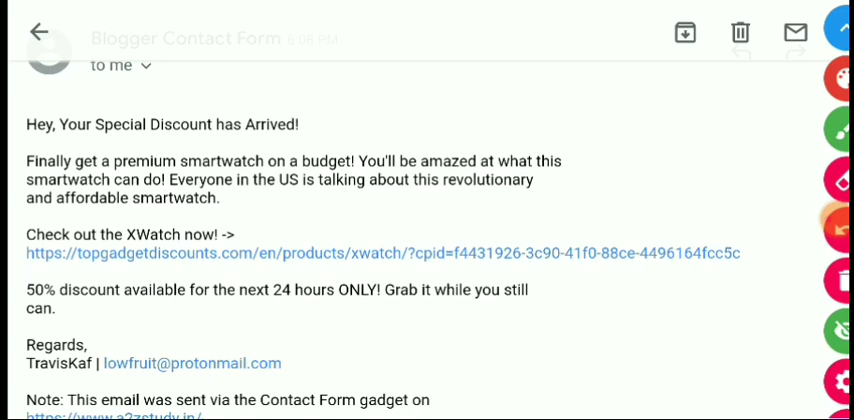 Blogger Contact Form 6:06 PM
to me
Hey, Your Special Discount has Arrived!
Finally get a premium smartwatch on a budget! You'll be amazed at what this
smartwatch can do! Everyone in the US is talking about this revolutionary
and affordable smartwatch.
Check out the XWatch now! ->
https://topgadgetdiscounts.com/en/products/xwatch/?cpid=f4431926-3c90-41f0-88ce-4496164fcc5c
50% discount available for the next 24 hours ONLY! Grab it while you still
can.
Regards,
TravisKaf | lowfruit@protonmail.com
Note: This email was sent via the Contact Form gadget on
https://www.a2zstudy.in/